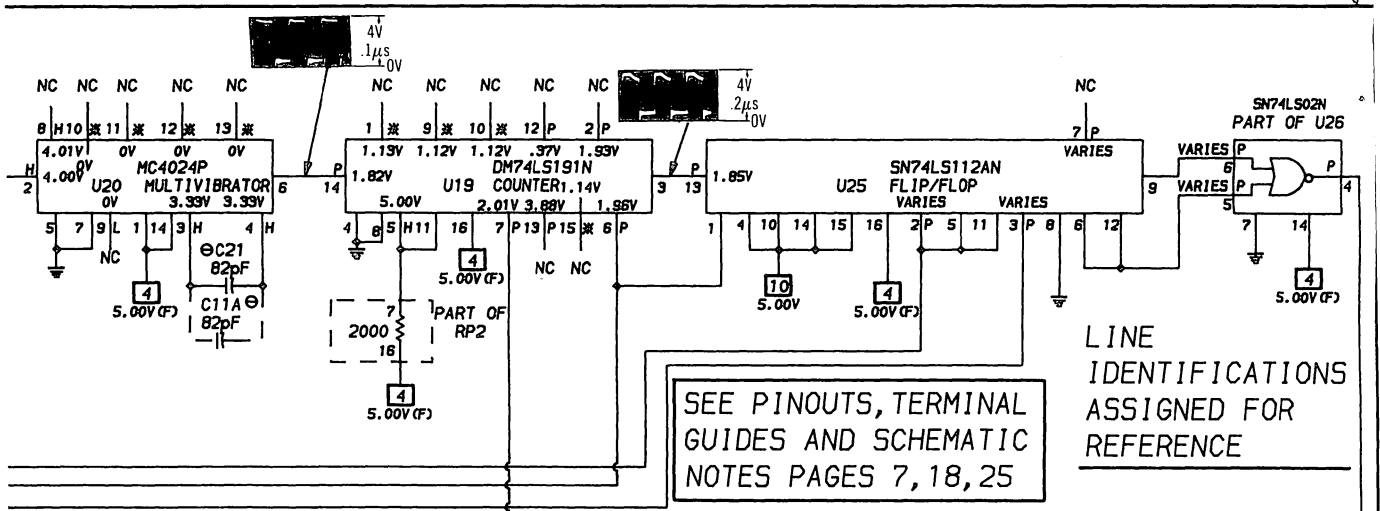 4V
.1μs
0V
4V
.2μs
0V
NC NC NC NC NC
NC NC NC NC NC
NC
SN74LS02N
PART OF U26
8 H 10 ※ 11 ※ 12 ※ 13 ※
1 ※ 9 ※ 10 ※ 12 P 2 P
7 P
4.01V 0V 0V 0V 0V
1.13V 1.12V 1.12V .37V 1.93V
VARIES
VARIES P
6
H
2
4.00V
MC4024P
U20
MULTIVIBRATOR
6
P
14
1.82V
DM74LS191N
U19
COUNTER
1.14V
3
P
13
1.85V
SN74LS112AN
U25
FLIP/FLOP
9
VARIES P
5
P
4
0V 3.39V 3.39V
5.00V 2.01V 3.88V 1.96V
VARIES VARIES
5 7 9 L 1 14 3 H 4 H
4 8 5 H 11 16 7 P 13 P 15 ※ 6 P
1 4 10 14 15 16 2 P 5 11 3 P 8 6 12
7 14
NC
⊖C21
82pF
C11A⊖
82pF
4
5.00V(F)
4
5.00V(F)
NC NC
7
2000
16
PART OF
RP2
4
5.00V(F)
10
5.00V
4
5.00V(F)
4
5.00V(F)
SEE PINOUTS, TERMINAL
GUIDES AND SCHEMATIC
NOTES PAGES 7,18,25
LINE
IDENTIFICATIONS
ASSIGNED FOR
REFERENCE